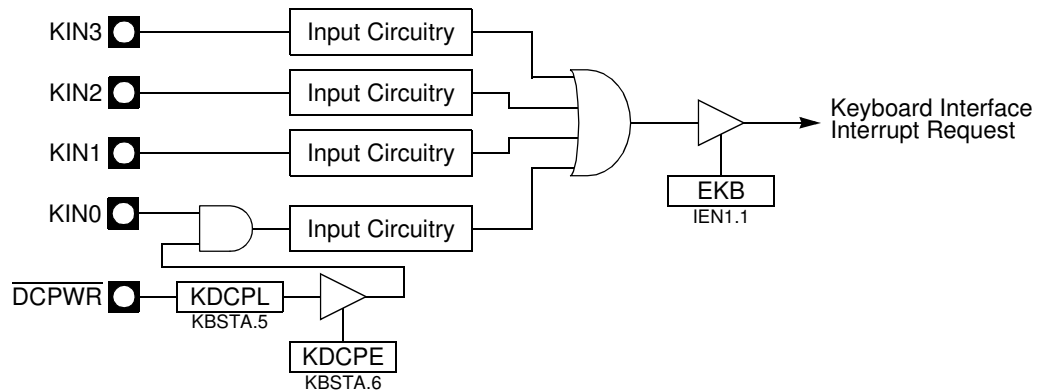 KIN3
Input Circuitry
KIN2
Input Circuitry
Keyboard Interface
Interrupt Request
KIN1
Input Circuitry
EKB
IEN1.1
KIN0
Input Circuitry
DCPWR
KDCPL
KBSTA.5
KDCPE
KBSTA.6